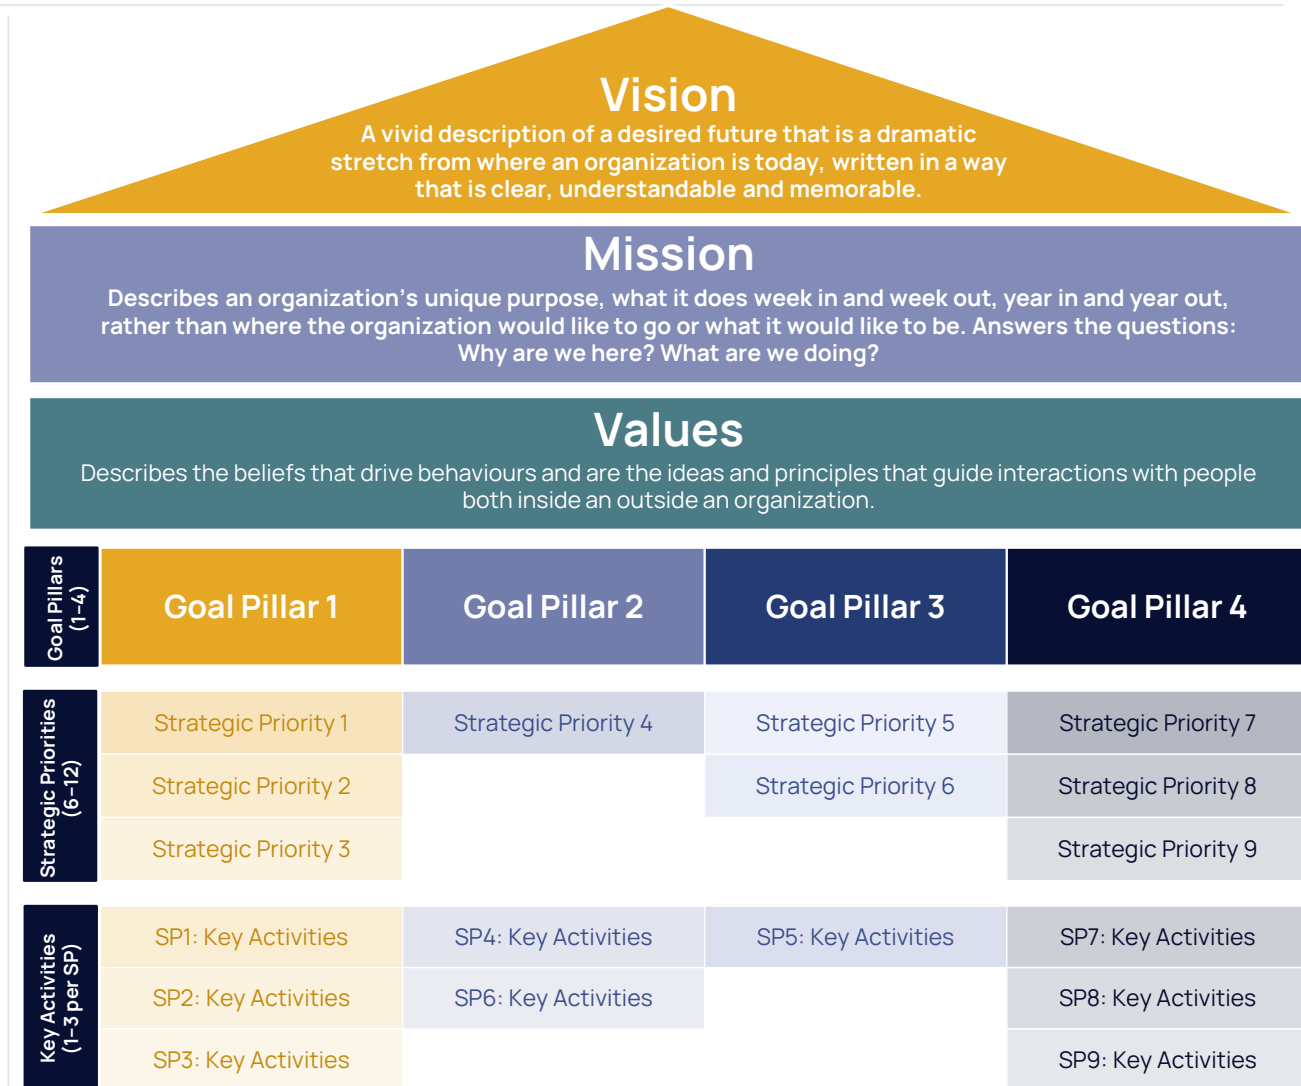 Vision
A vivid description of a desired future that is a dramatic
stretch from where an organization is today, written in a way
that is clear, understandable and memorable.
Mission
Describes an organization's unique purpose, what it does week in and week out, year in and year out,
rather than where the organization would like to go or what it would like to be. Answers the questions:
Why are we here? What are we doing?
Values
Describes the beliefs that drive behaviours and are the ideas and principles that guide interactions with people
both inside an outside an organization.
Goal Pillars
(1–4)
Goal Pillar 1
Goal Pillar 2
Goal Pillar 3
Goal Pillar 4
Strategic Priorities
(6–12)
Strategic Priority 1
Strategic Priority 4
Strategic Priority 5
Strategic Priority 7
Strategic Priority 2
Strategic Priority 6
Strategic Priority 8
Strategic Priority 3
Strategic Priority 9
Key Activities
(1–3 per SP)
SP1: Key Activities
SP4: Key Activities
SP5: Key Activities
SP7: Key Activities
SP2: Key Activities
SP6: Key Activities
SP8: Key Activities
SP3: Key Activities
SP9: Key Activities